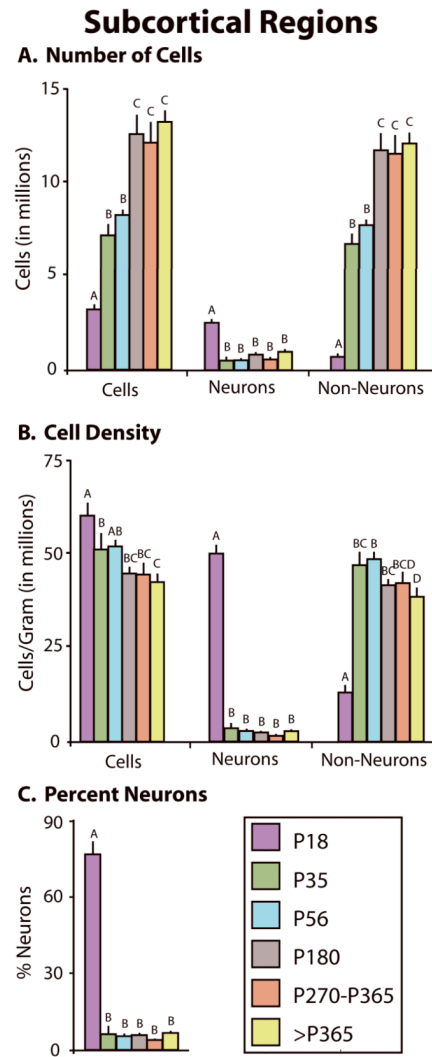 Subcortical Regions
A. Number of Cells
Cells (in millions)
15
10
5
0
A
B
B
C
C
C
A
B
B
B
B
B
A
B
B
C
C
C
Cells
Neurons
Non-Neurons
B. Cell Density
Cells/Gram (in millions)
75
50
25
0
A
B
AB
BC
BC
C
A
B
B
B
B
B
A
BC
B
BC
BCD
D
Cells
Neurons
Non-Neurons
C. Percent Neurons
% Neurons
90
60
30
0
A
B
B
B
B
B
P18
P35
P56
P180
P270-P365
>P365